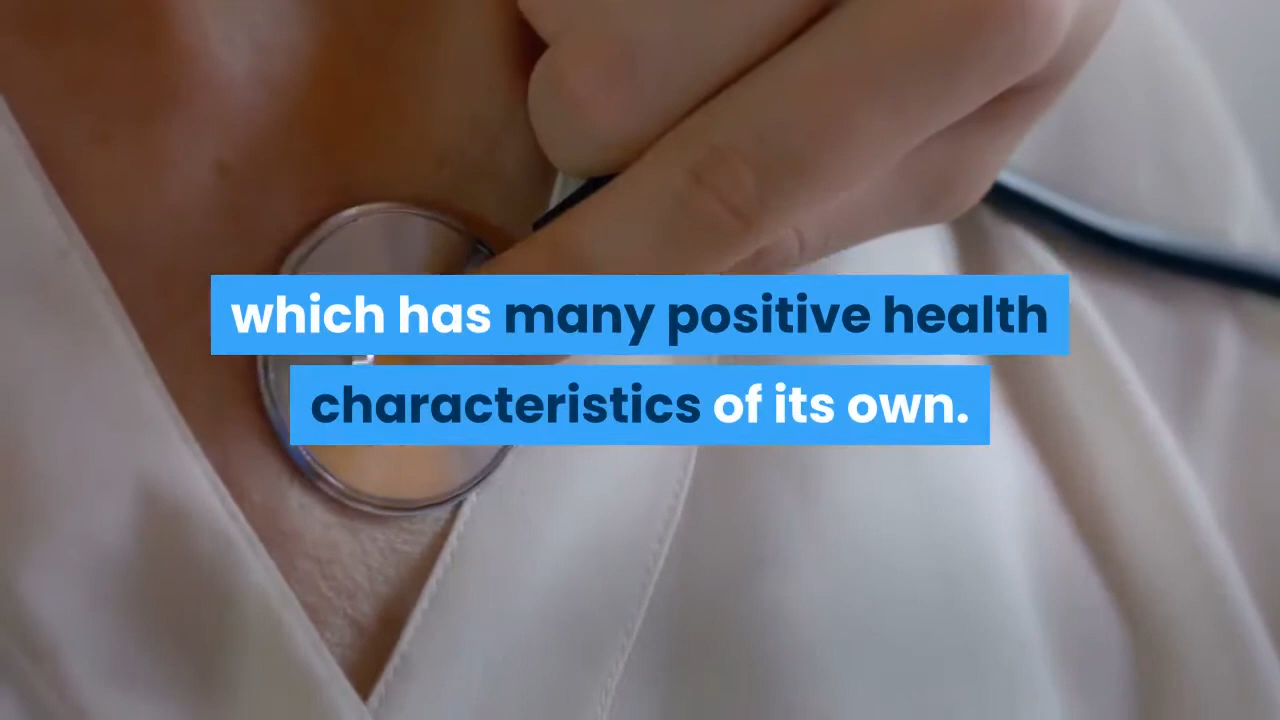 which has many positive health
characteristics of its own.